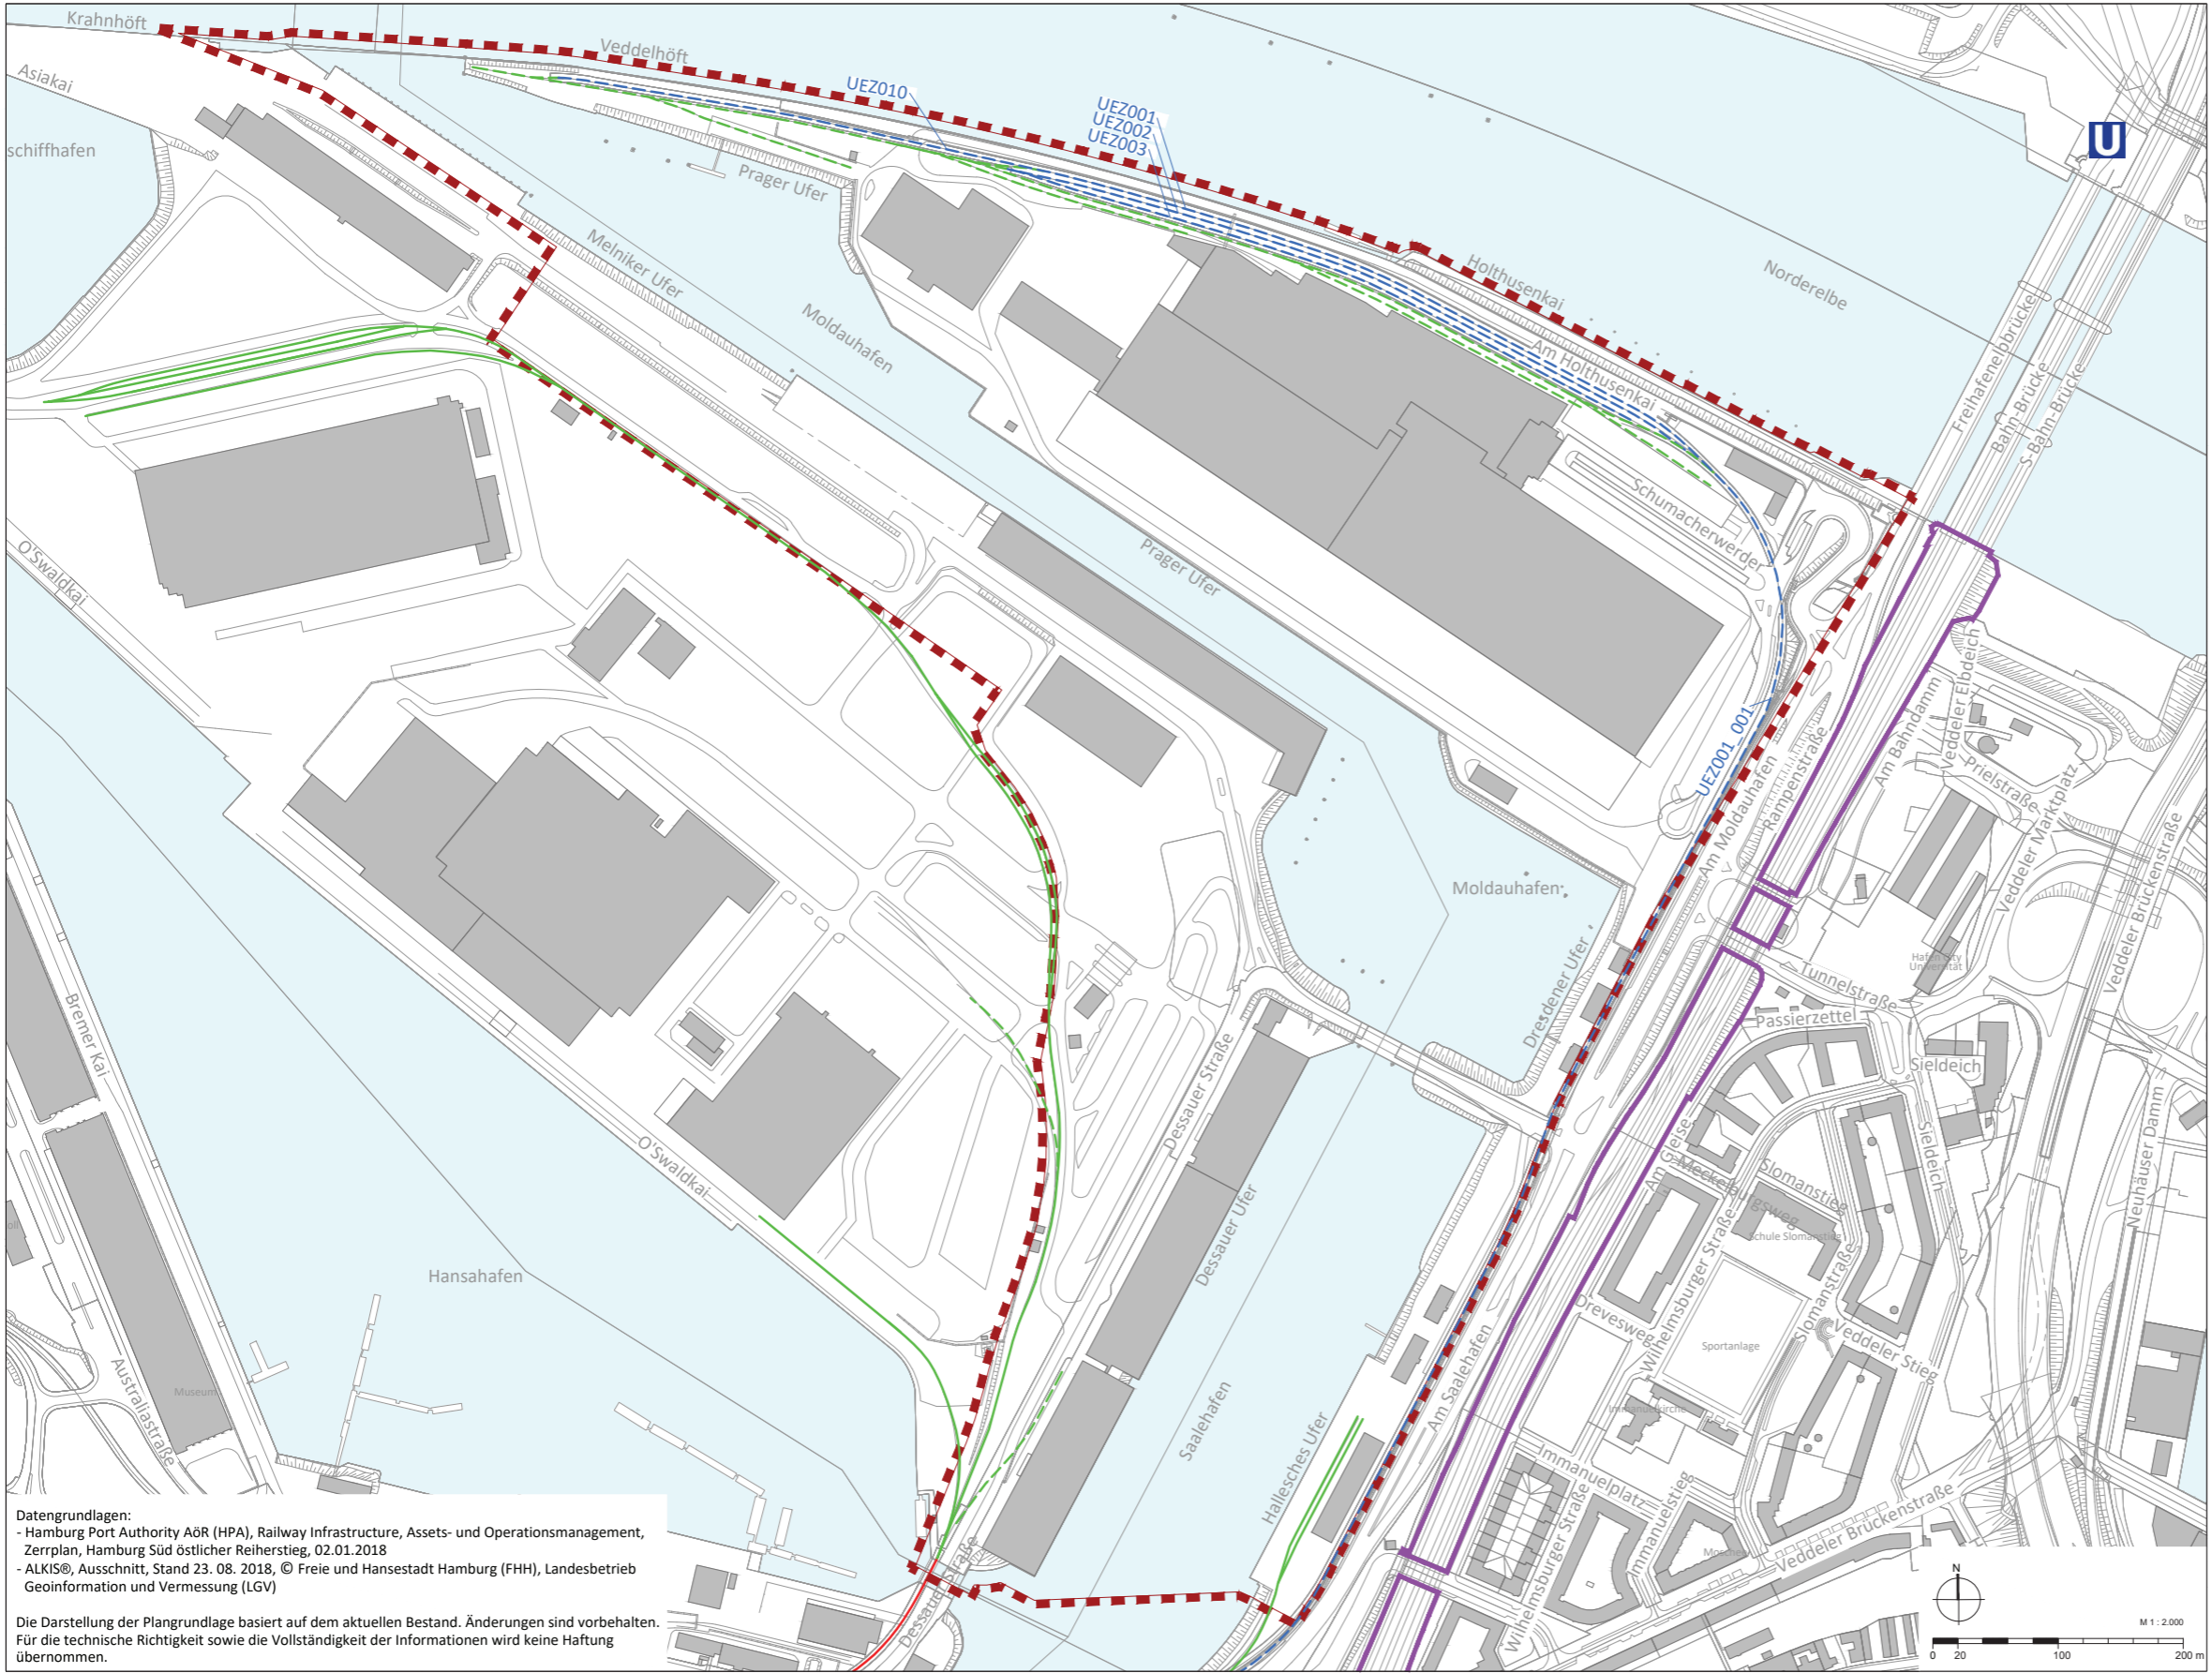 Krahnhöft
Veddelhöft
Asiakai
UEZ010
UEZ001
UEZ002
UEZ003
U
schiffhafen
Prager Ufer
Melniker Ufer
Holthusenkai
Norderelbe
Moldauhafen
Am Holthusenkai
Freihafenelbbrücke
Bahn-Brücke
S-Bahn-Brücke
Schumacherwerder
O'Swaldkai
Prager Ufer
Veddeler Elbdeich
Am Bahndamm
UEZ001_001
Rampenstraße
Am Moldauhafen
Prielstraße
Veddeler Marktplatz
Veddeler Brückenstraße
Moldauhafen
Dresdener Ufer
Hafen City
Universität
Tunnelstraße
Passierzettel
Bremer Kai
Dessauer Straße
Sieldeich
Sieldeich
Neuhäuser Damm
O'Swaldkai
Am Gleise
Meckelburgsweg
Slomanstieg
Schule Slomanstieg
Dessauer Ufer
Hansahafen
Drevesweg
Wilhelmsburger Straße
Slomanstraße
Sportanlage
Veddeler Stieg
Australiastraße
Museum
Am Saalehafen
Saalehafen
Hallesches Ufer
Immanuelkirche
Immanuelplatz
Immanuelstieg
Wilhelmsburger Straße
Moschee
Veddeler Brückenstraße
Dessauer Straße
Datengrundlagen:
- Hamburg Port Authority AöR (HPA), Railway Infrastructure, Assets- und Operationsmanagement,
Zerrplan, Hamburg Süd östlicher Reiherstieg, 02.01.2018
- ALKIS®, Ausschnitt, Stand 23. 08. 2018, © Freie und Hansestadt Hamburg (FHH), Landesbetrieb
Geoinformation und Vermessung (LGV)
Die Darstellung der Plangrundlage basiert auf dem aktuellen Bestand. Änderungen sind vorbehalten.
Für die technische Richtigkeit sowie die Vollständigkeit der Informationen wird keine Haftung
übernommen.
N
M 1 : 2.000
0 20 100 200 m